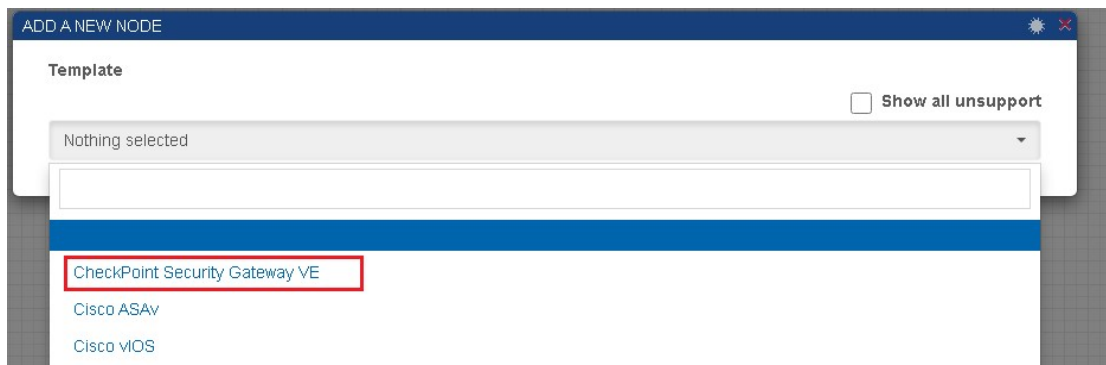 ADD A NEW NODE
Template
Show all unsupport
Nothing selected
CheckPoint Security Gateway VE
Cisco ASAv
Cisco vIOS